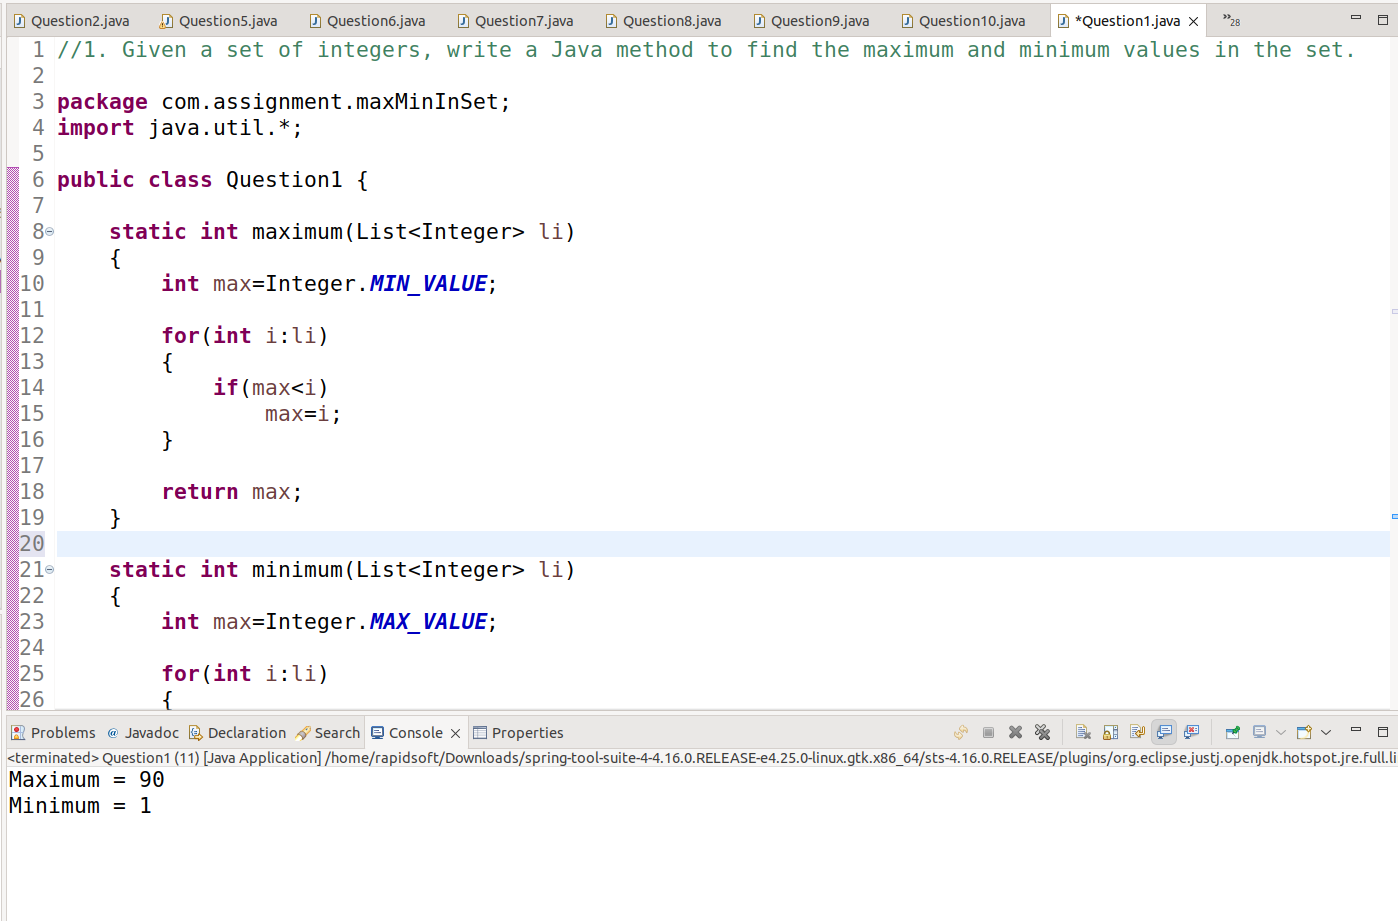 Question2.java Question5.java Question6.java Question7.java Question8.java Question9.java Question10.java *Question1.java »28
1 //1. Given a set of integers, write a Java method to find the maximum and minimum values in the set.
2
3 package com.assignment.maxMinInSet;
4 import java.util.*;
5
6 public class Question1 {
7
8 static int maximum(List<Integer> li)
9 {
10 int max=Integer.MIN_VALUE;
11
12 for(int i:li)
13 {
14 if(max<i)
15 max=i;
16 }
17
18 return max;
19 }
20
21 static int minimum(List<Integer> li)
22 {
23 int max=Integer.MAX_VALUE;
24
25 for(int i:li)
26 {
Problems @ Javadoc Declaration Search Console Properties
<terminated> Question1 (11) [Java Application] /home/rapidsoft/Downloads/spring-tool-suite-4-4.16.0.RELEASE-e4.25.0-linux.gtk.x86_64/sts-4.16.0.RELEASE/plugins/org.eclipse.justj.openjdk.hotspot.jre.full.li
Maximum = 90
Minimum = 1